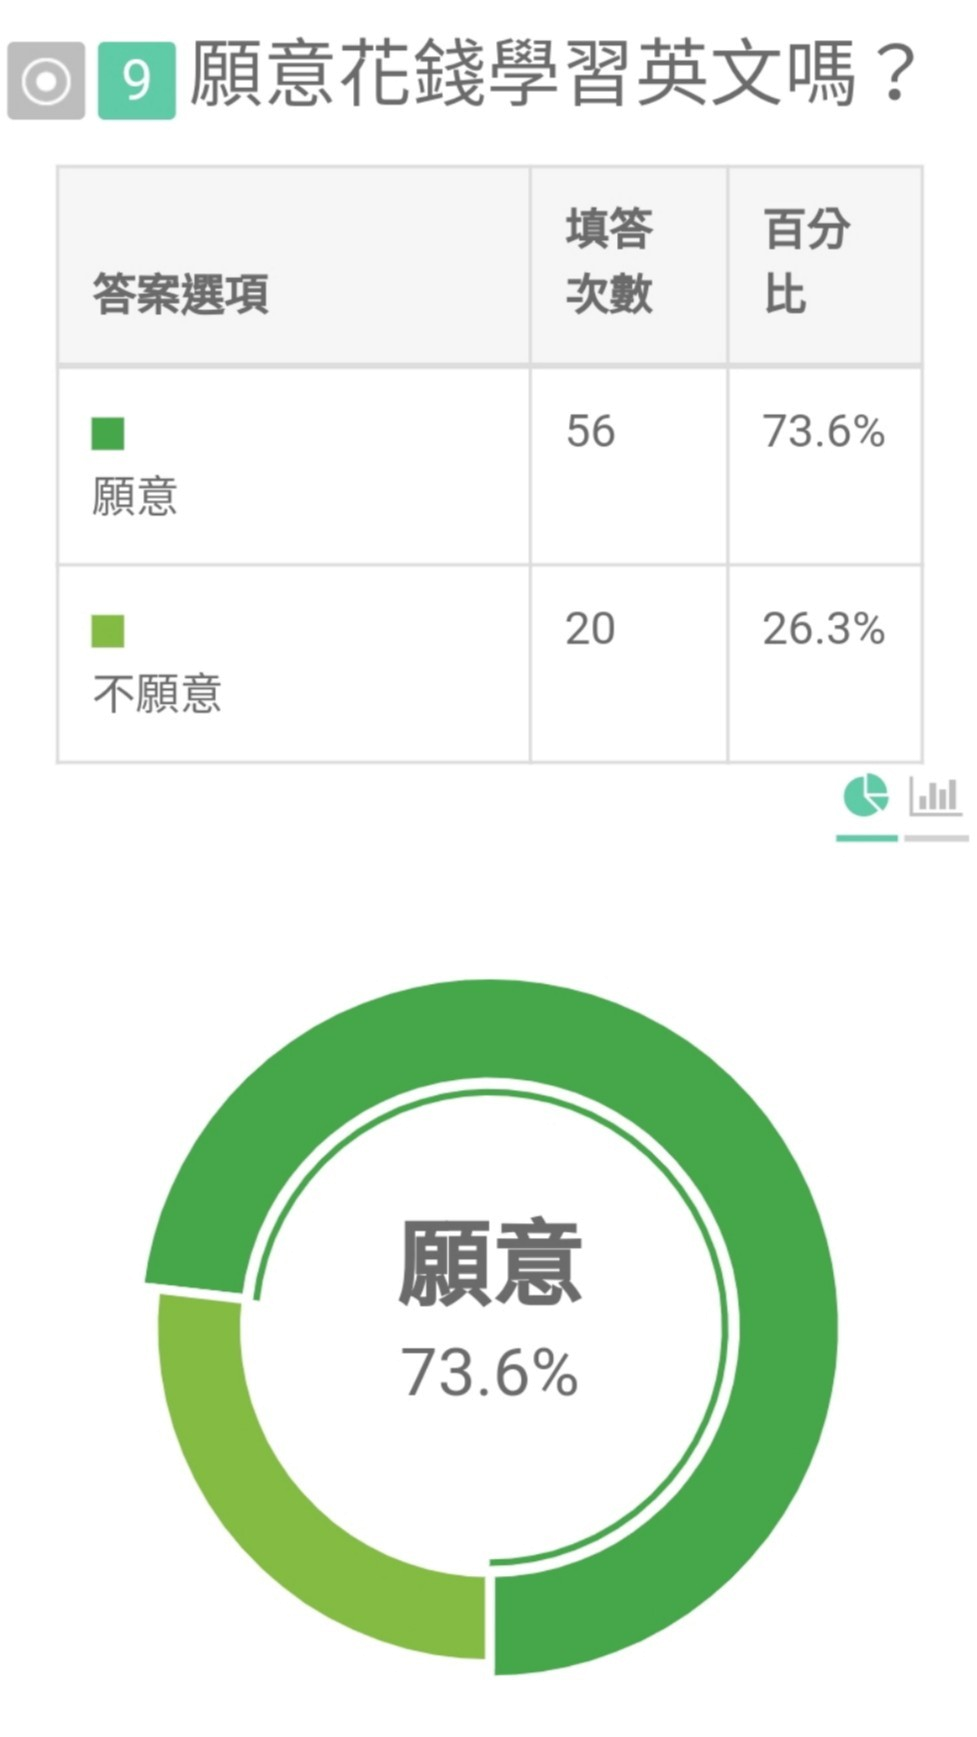 9 願意花錢學習英文嗎？
答案選項 填答次數 百分比
願意 56 73.6%
不願意 20 26.3%
願意
73.6%